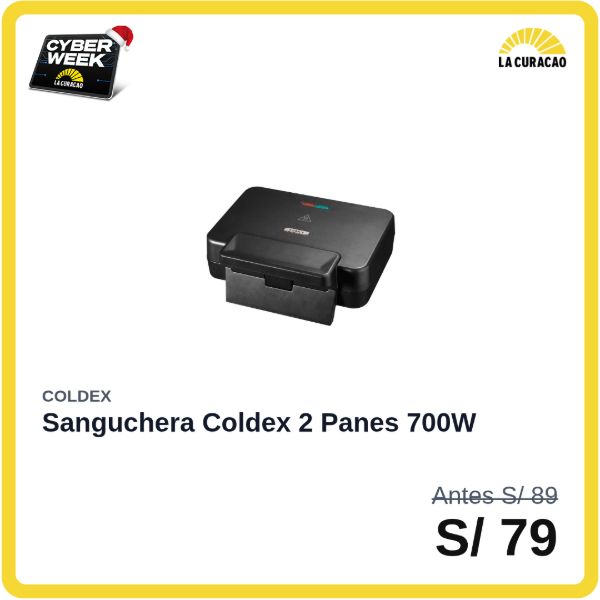 CYBER
WEEK
LA CURACAO
LA CURACAO
COLDEX
Sanguchera Coldex 2 Panes 700W
Antes S/ 89
S/ 79